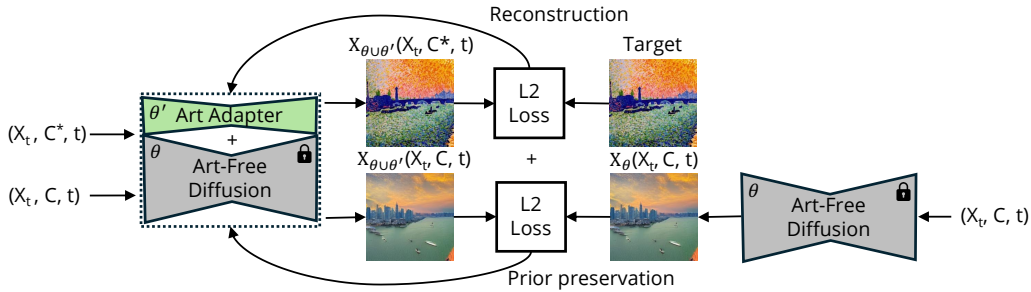 Reconstruction
X_{θ∪θ′}(X_t, C*, t)
Target
L2
Loss
θ′ Art Adapter
(X_t, C*, t)
+
θ
Art-Free
Diffusion
+
X_{θ∪θ′}(X_t, C, t)
X_θ(X_t, C, t)
(X_t, C, t)
L2
Loss
θ
Art-Free
Diffusion
(X_t, C, t)
Prior preservation